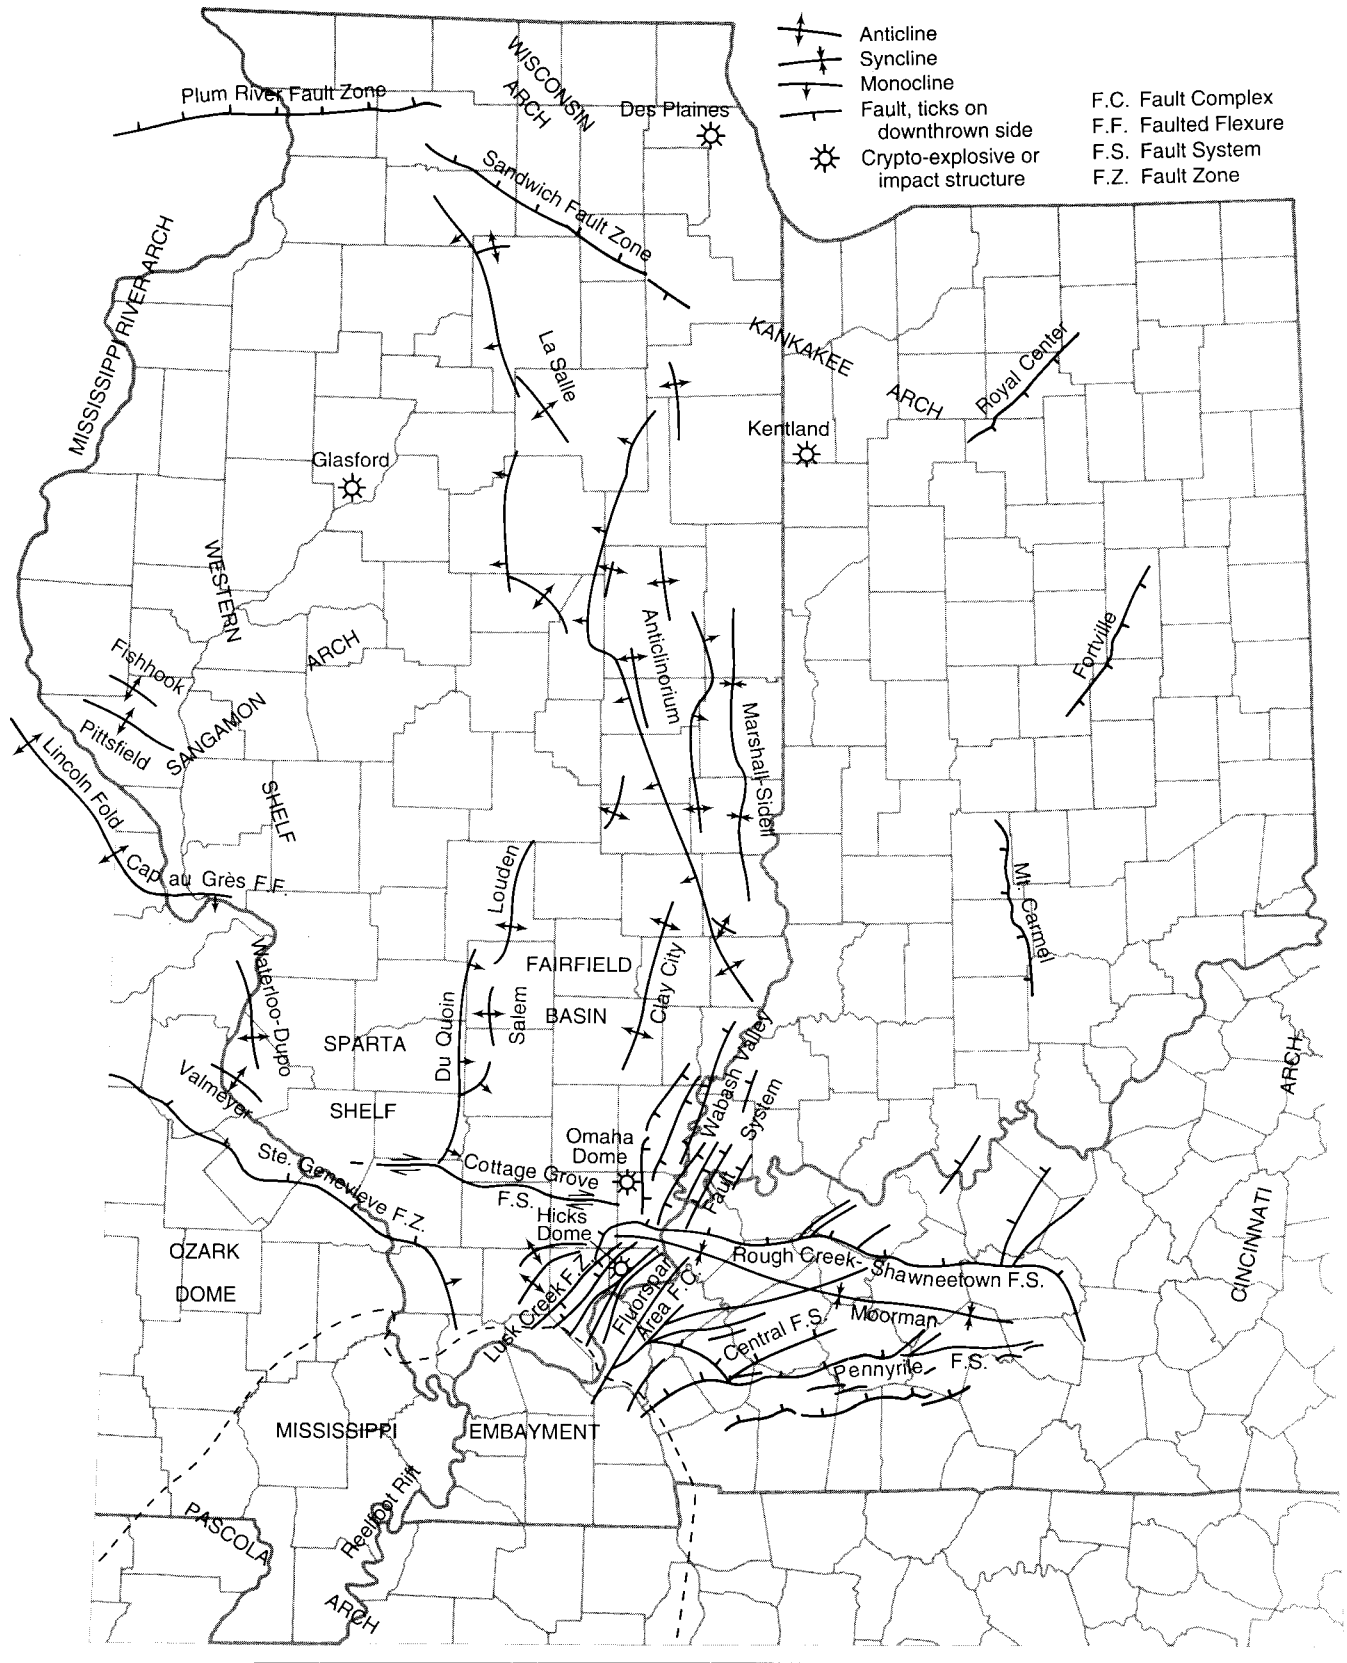 Anticline
Syncline
Monocline
Fault, ticks on
downthrown side
Crypto-explosive or
impact structure
F.C. Fault Complex
F.F. Faulted Flexure
F.S. Fault System
F.Z. Fault Zone
WISCONSIN
ARCH
Plum River Fault Zone
Des Plaines
Sandwich Fault Zone
MISSISSIPPI RIVER ARCH
KANKAKEE
ARCH
Royal Center
La Salle
Kentland
Glasford
WESTERN
SHELF
Anticlinorium
Fortville
Fishhook
SANGAMON
ARCH
Pittsfield
Lincoln Fold
Marshall-Sidell
Cap au Grès F.F.
Louden
Mt. Carmel
Waterloo-Dupo
FAIRFIELD
BASIN
Clay City
Salem
Du Quoin
SPARTA
SHELF
Valmeyer
Wabash Valley
Fault System
CINCINNATI
ARCH
Omaha
Dome
Ste. Genevieve F.Z.
Cottage Grove
F.S.
Hicks
Dome
OZARK
DOME
Rough Creek-Shawneetown F.S.
Lusk Creek F.Z.
Fluorspar
Area F.C.
Moorman
Central F.S.
Pennyrile F.S.
MISSISSIPPI EMBAYMENT
Reelfoot Rift
PASCOLA
ARCH